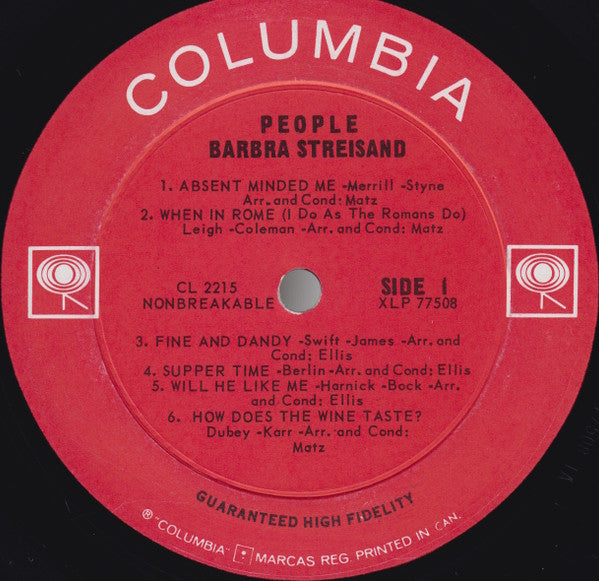 COLUMBIA
PEOPLE
BARBRA STREISAND
1. ABSENT MINDED ME -Merrill -Styne
Arr. and Cond: Matz
2. WHEN IN ROME (I Do As The Romans Do)
Leigh -Coleman -Arr. and Cond: Matz
CL 2215
NONBREAKABLE
SIDE 1
XLP 77508
3. FINE AND DANDY -Swift -James -Arr. and
Cond: Ellis
4. SUPPER TIME -Berlin -Arr. and Cond: Ellis
5. WILL HE LIKE ME -Harnick -Bock -Arr.
and Cond: Ellis
6. HOW DOES THE WINE TASTE?
Dubey -Karr -Arr. and Cond:
Matz
GUARANTEED HIGH FIDELITY
® "COLUMBIA" MARCAS REG. PRINTED IN CAN.